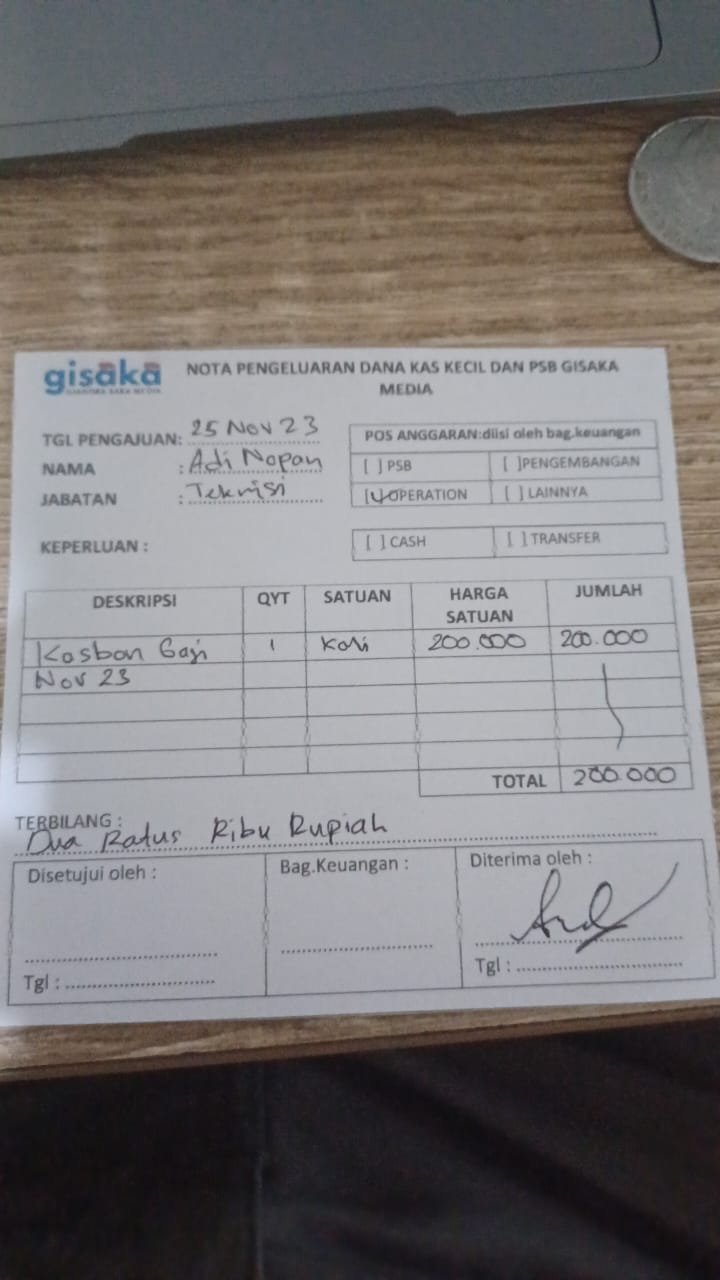 gisaka
NOTA PENGELUARAN DANA KAS KECIL DAN PSB GISAKA
MEDIA
TGL PENGAJUAN: 25 Nov 23
NAMA : Adi Nopan
JABATAN : Teknisi
POS ANGGARAN:diisi oleh bag.keuangan
[ ] PSB [ ]PENGEMBANGAN
[✓]OPERATION [ ] LAINNYA
KEPERLUAN :
[ ] CASH [ ] TRANSFER
DESKRIPSI QYT SATUAN HARGA SATUAN JUMLAH
Kasbon Gaji 1 Kali 200.000 200.000
Nov 23
TOTAL 200.000
TERBILANG :
Dua Ratus Ribu Rupiah
Disetujui oleh : Bag.Keuangan : Diterima oleh :
Tgl : Tgl :